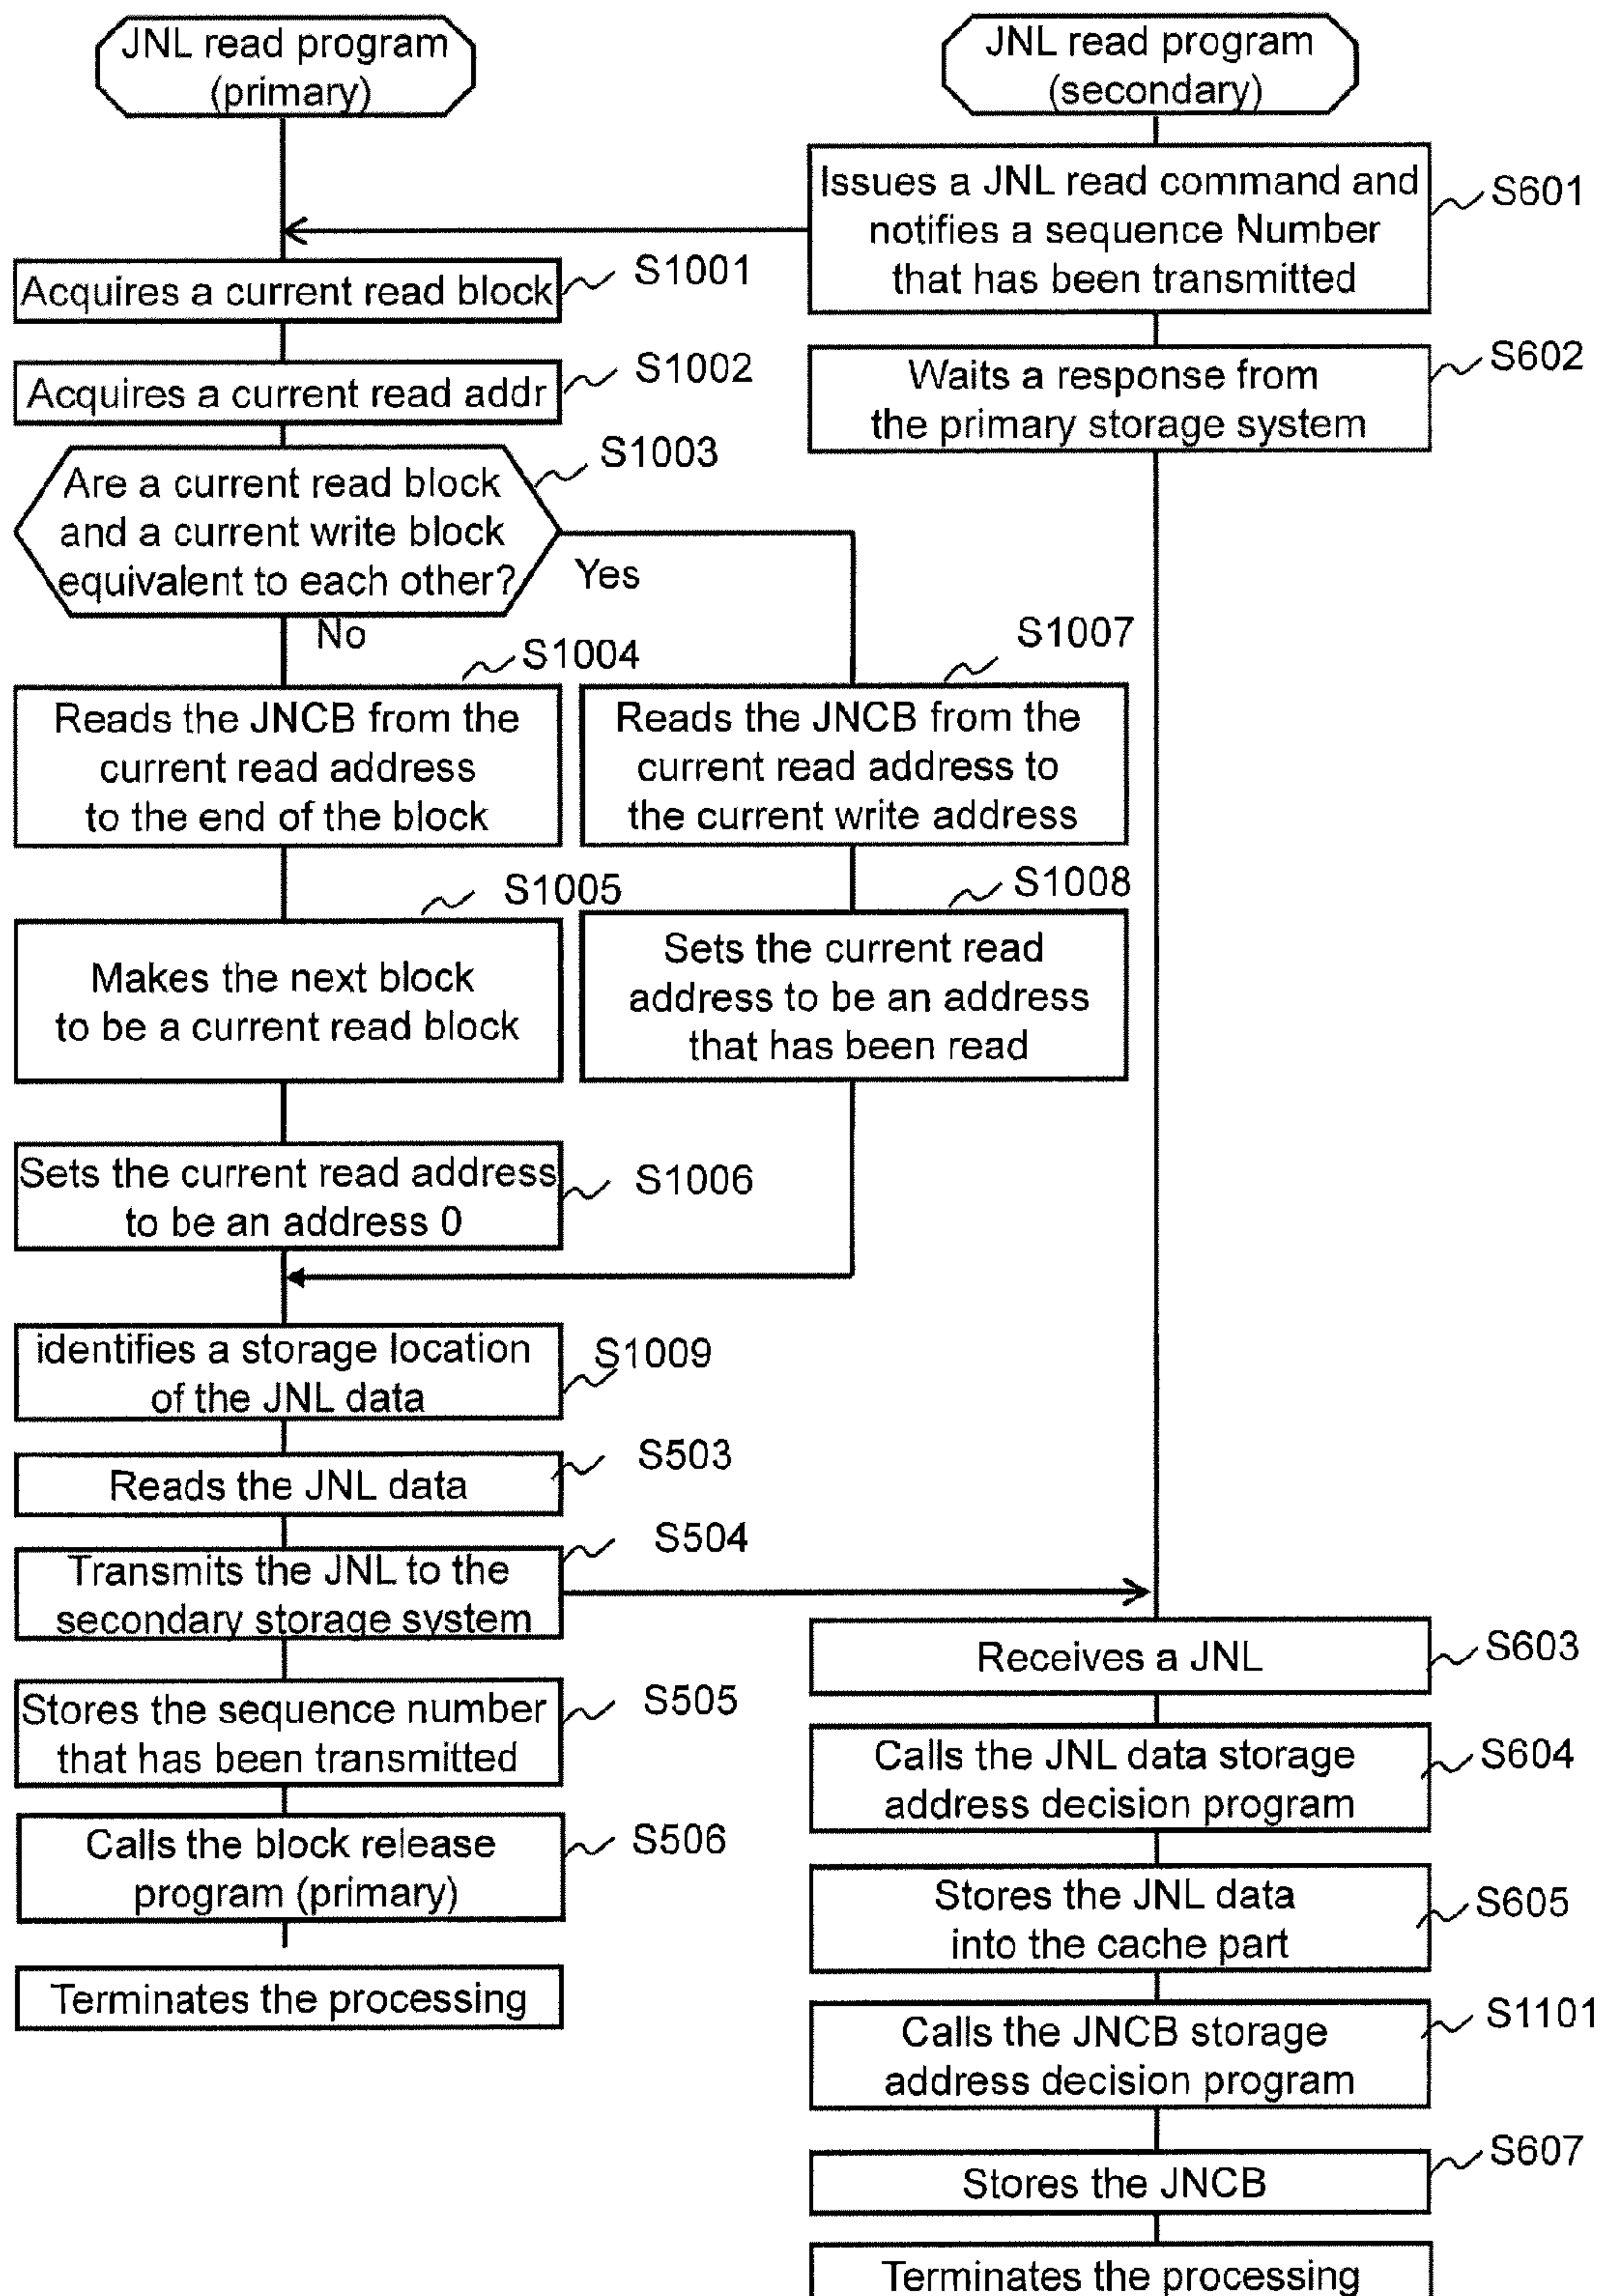 JNL read program
(primary)
JNL read program
(secondary)
Issues a JNL read command and
notifies a sequence Number
that has been transmitted
S601
Acquires a current read block
S1001
Acquires a current read addr
S1002
Waits a response from
the primary storage system
S602
Are a current read block
and a current write block
equivalent to each other?
S1003
Yes
No
S1004
Reads the JNCB from the
current read address
to the end of the block
S1007
Reads the JNCB from the
current read address to
the current write address
S1005
Makes the next block
to be a current read block
S1008
Sets the current read
address to be an address
that has been read
Sets the current read address
to be an address 0
S1006
identifies a storage location
of the JNL data
S1009
Reads the JNL data
S503
Transmits the JNL to the
secondary storage system
S504
Receives a JNL
S603
Stores the sequence number
that has been transmitted
S505
Calls the JNL data storage
address decision program
S604
Calls the block release
program (primary)
S506
Stores the JNL data
into the cache part
S605
Terminates the processing
Calls the JNCB storage
address decision program
S1101
Stores the JNCB
S607
Terminates the processing